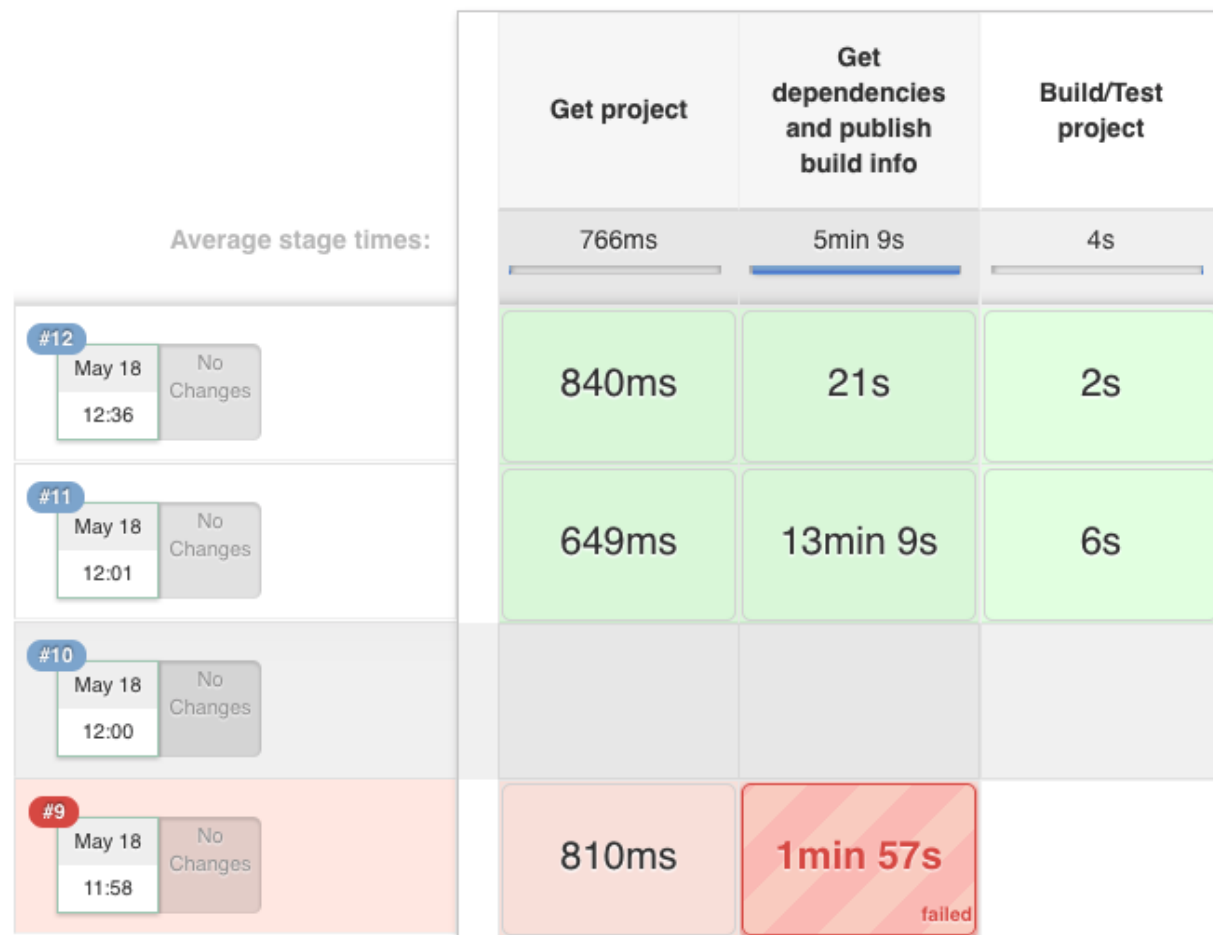 Get project
Get
dependencies
and publish
build info
Build/Test
project
Average stage times:
766ms
5min 9s
4s
#12
May 18
12:36
No
Changes
840ms
21s
2s
#11
May 18
12:01
No
Changes
649ms
13min 9s
6s
#10
May 18
12:00
No
Changes
#9
May 18
11:58
No
Changes
810ms
1min 57s
failed